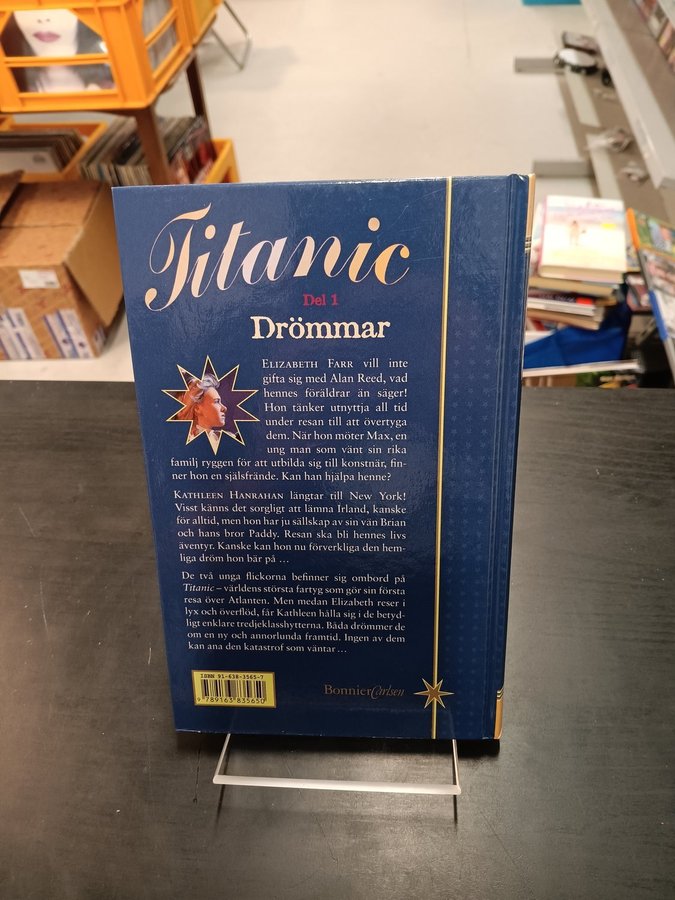 Titanic
Del 1
Drömmar
ELIZABETH FARR vill inte
gifta sig med Alan Reed, vad
hennes föräldrar än säger!
Hon tänker utnyttja all tid
under resan till att övertyga
dem. När hon möter Max, en
ung man som vänt sin rika
familj ryggen för att utbilda sig till konstnär, fin-
ner hon en själsfrände. Kan han hjälpa henne?
KATHLEEN HANRAHAN längtar till New York!
Visst känns det sorgligt att lämna Irland, kanske
för alltid, men hon har ju sällskap av sin vän Brian
och hans bror Paddy. Resan ska bli hennes livs
äventyr. Kanske kan hon nu förverkliga den hem-
liga dröm hon bär på ...
De två unga flickorna befinner sig ombord på
Titanic – världens största fartyg som gör sin första
resa över Atlanten. Men medan Elizabeth reser i
lyx och överflöd, får Kathleen hålla sig i de betyd-
ligt enklare tredjeklasshytterna. Båda drömmer de
om en ny och annorlunda framtid. Ingen av dem
kan ana den katastrof som väntar ...
ISBN 91-638-3565-7
9 789163 835650
BonnierCarlsen